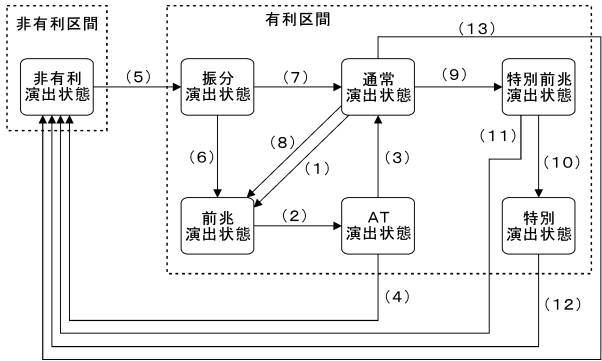 非有利区間
有利区間
(13)
非有利
演出状態
(5)
振分
演出状態
(7)
通常
演出状態
(9)
特別前兆
演出状態
(6)
(8)
(1)
(3)
(11)
(10)
前兆
演出状態
(2)
AT
演出状態
特別
演出状態
(4)
(12)